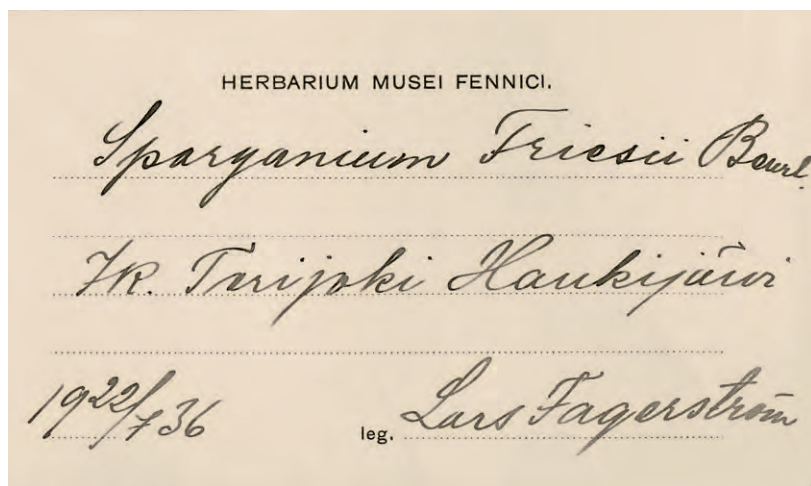 HERBARIUM MUSEI FENNICI.
Sparganium Friesii Beurl.
Ik. Terijoki Haukijärvi
19 22/7 36 leg. Lars Fagerström